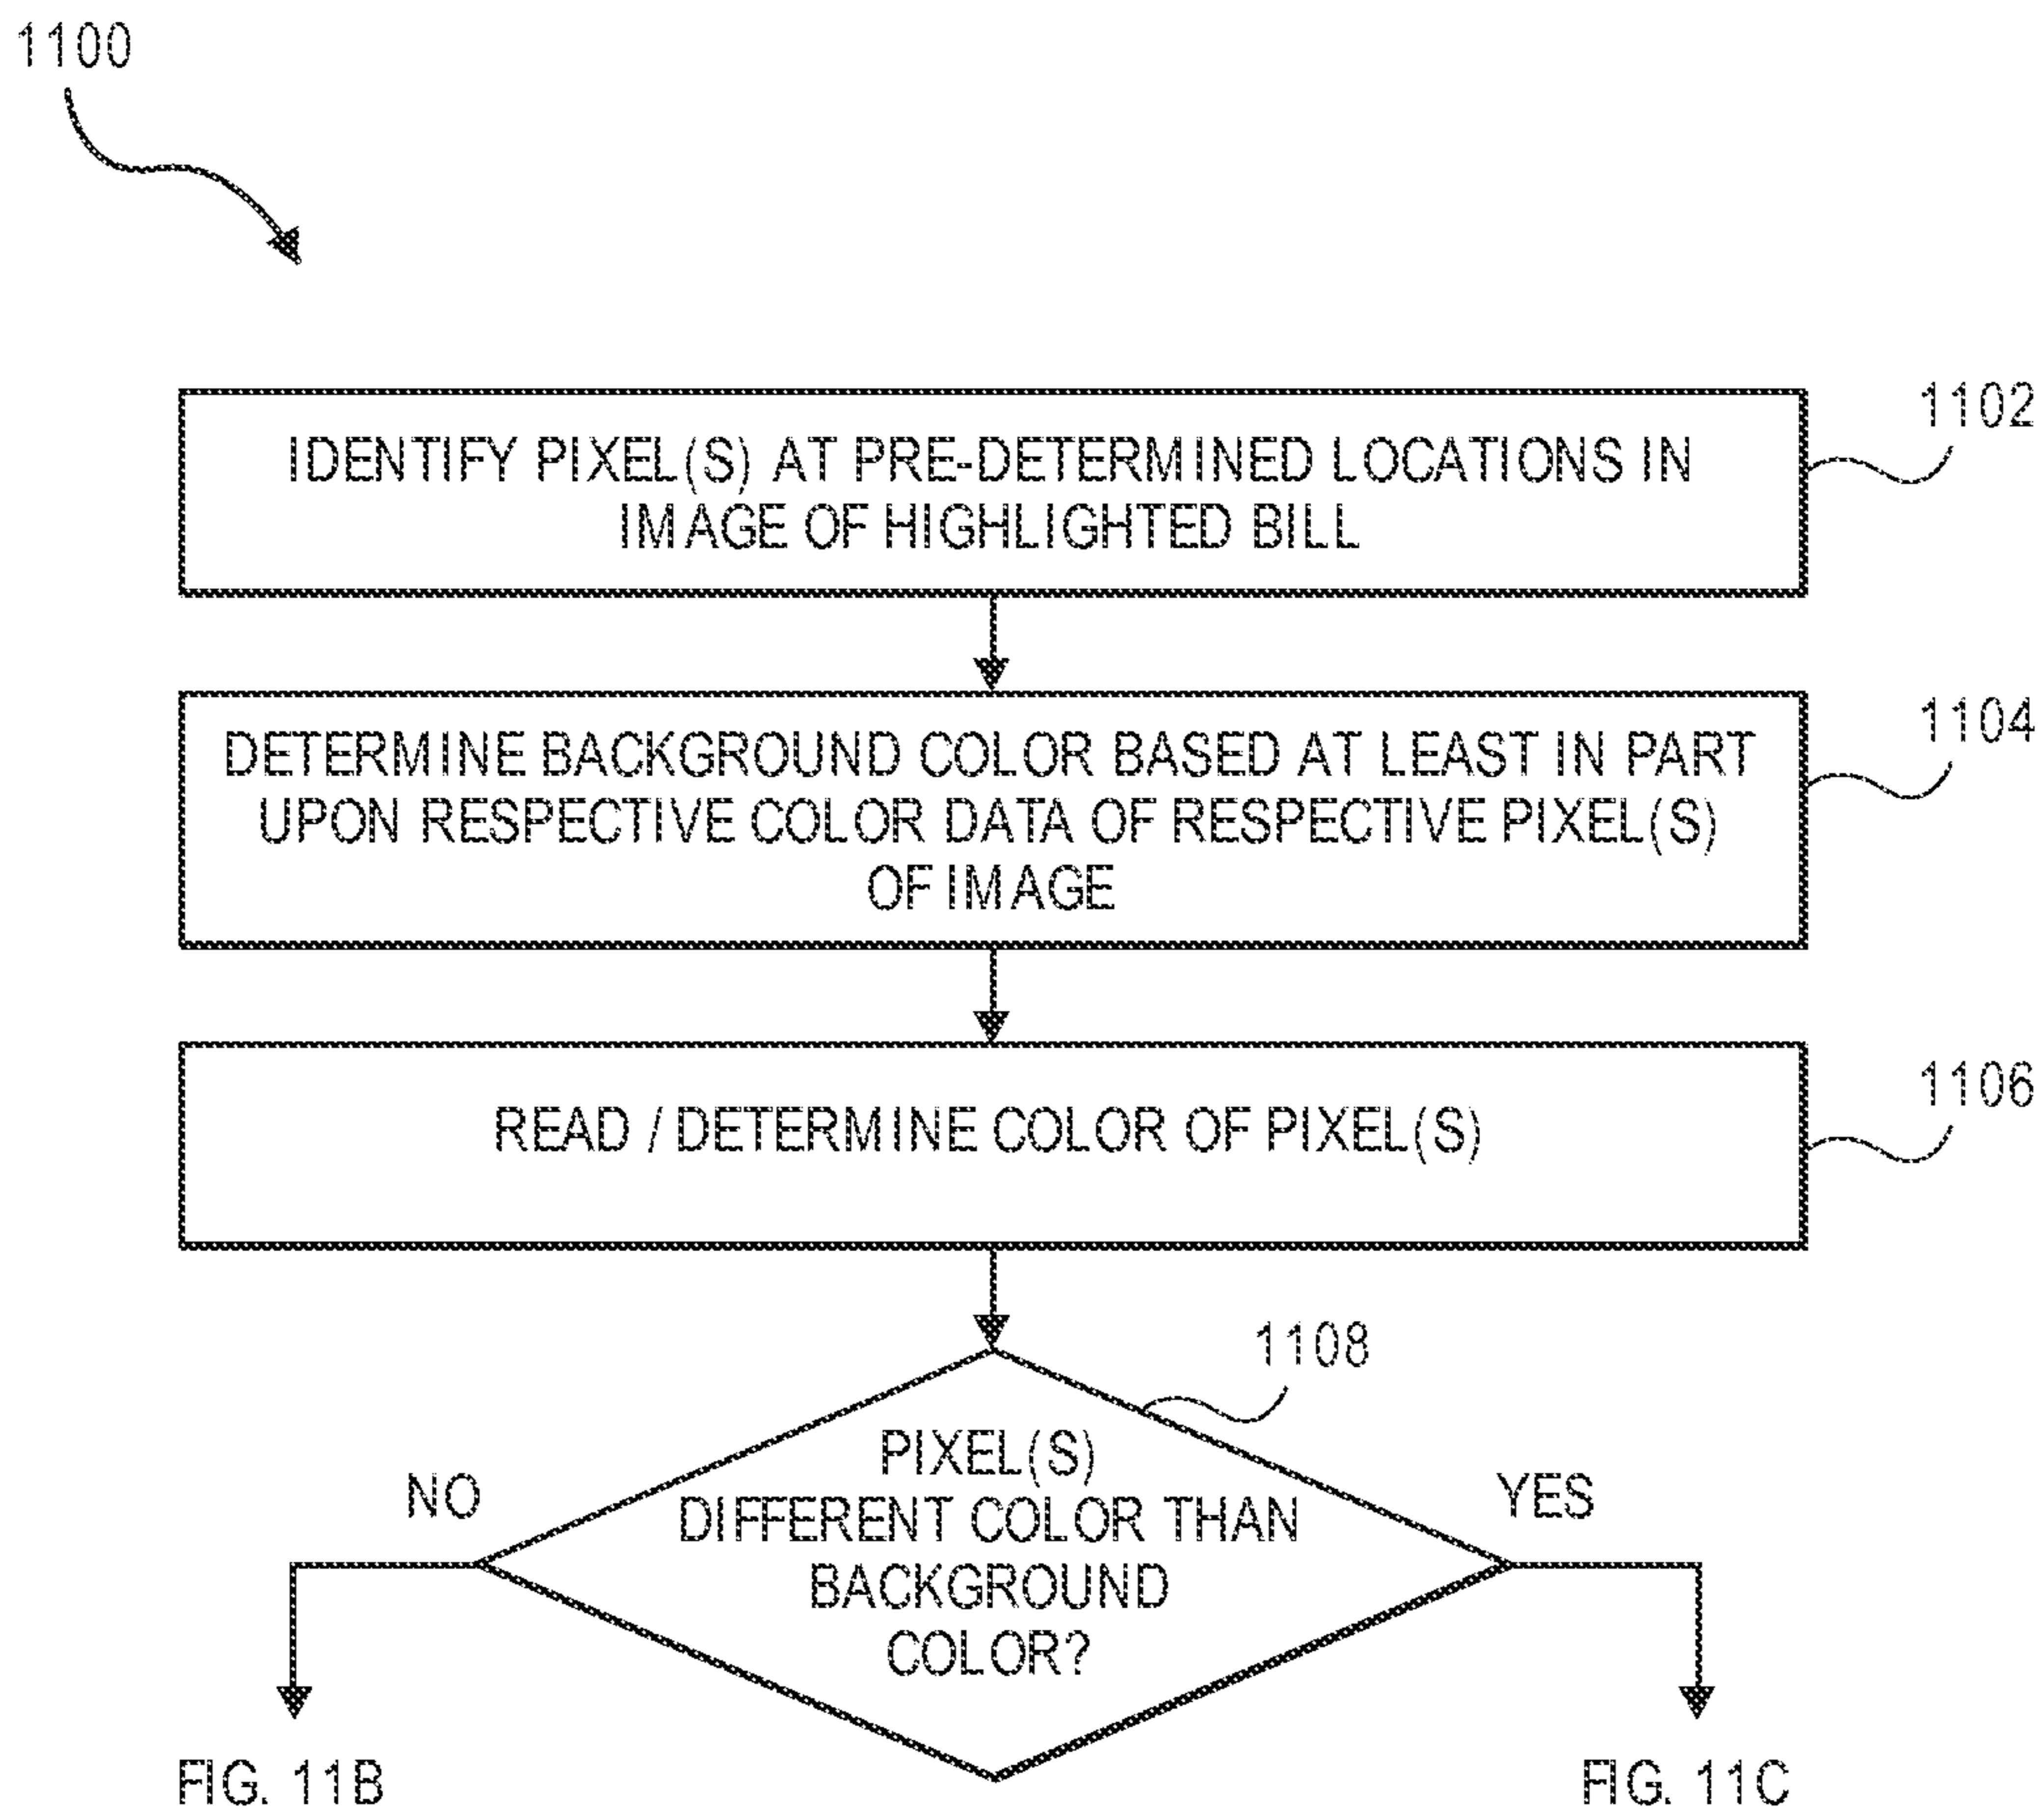 1100
1102
IDENTIFY PIXEL(S) AT PRE-DETERMINED LOCATIONS IN
IMAGE OF HIGHLIGHTED BILL
1104
DETERMINE BACKGROUND COLOR BASED AT LEAST IN PART
UPON RESPECTIVE COLOR DATA OF RESPECTIVE PIXEL(S)
OF IMAGE
1106
READ / DETERMINE COLOR OF PIXEL(S)
1108
PIXEL(S)
DIFFERENT COLOR THAN
BACKGROUND
COLOR?
NO
YES
FIG. 11B
FIG. 11C